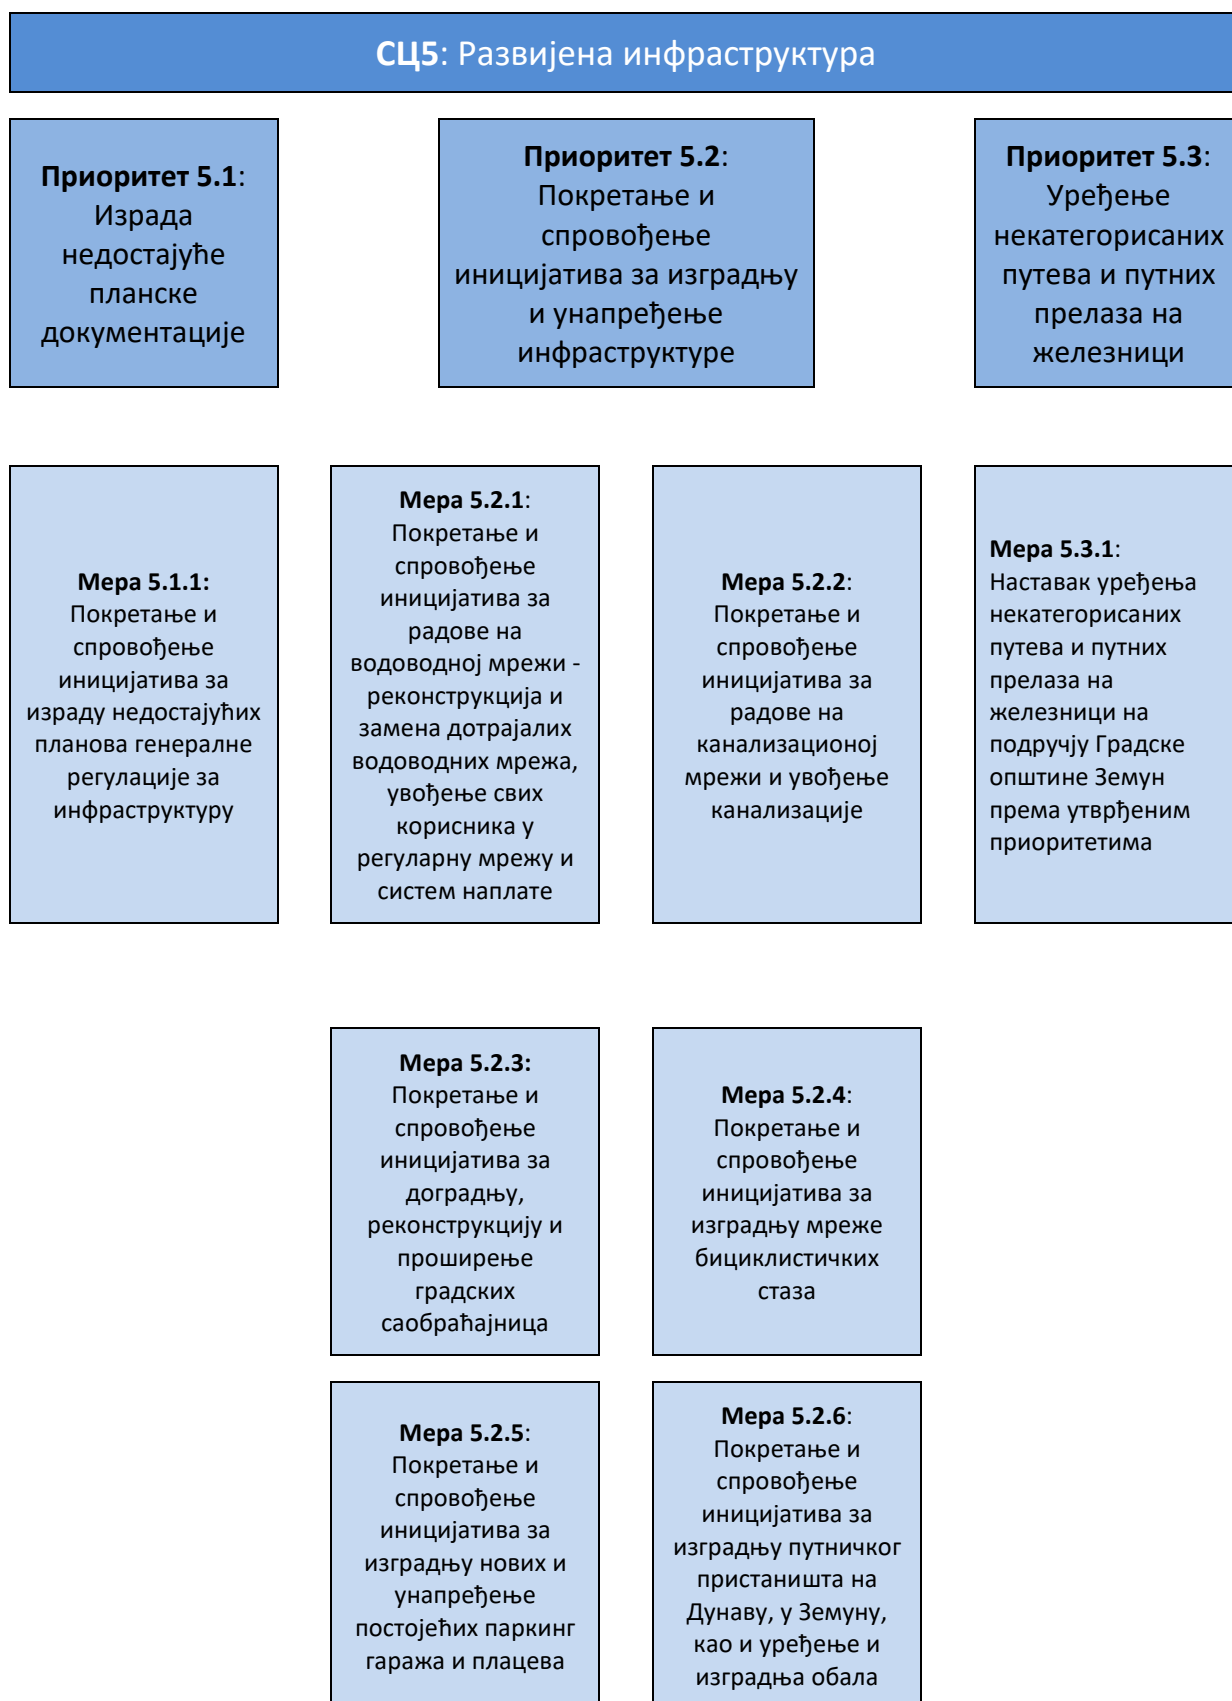 СЦ5: Развијена инфраструктура
Приоритет 5.1:
Израда
недостајуће
планске
документације
Приоритет 5.2:
Покретање и
спровођење
иницијатива за изградњу
и унапређење
инфраструктуре
Приоритет 5.3:
Уређење
некатегорисаних
путева и путних
прелаза на
железници
Мера 5.1.1:
Покретање и
спровођење
иницијатива за
израду недостајућих
планова генералне
регулације за
инфраструктуру
Мера 5.2.1:
Покретање и
спровођење
иницијатива за
радове на
водоводној мрежи -
реконструкција и
замена дотрајалих
водоводних мрежа,
увођење свих
корисника у
регуларну мрежу и
систем наплате
Мера 5.2.2:
Покретање и
спровођење
иницијатива за
радове на
канализационој
мрежи и увођење
канализације
Мера 5.3.1:
Наставак уређења
некатегорисаних
путева и путних
прелаза на
железници на
подручју Градске
општине Земун
према утврђеним
приоритетима
Мера 5.2.3:
Покретање и
спровођење
иницијатива за
доградњу,
реконструкцију и
проширење
градских
саобраћајница
Мера 5.2.4:
Покретање и
спровођење
иницијатива за
изградњу мреже
бициклистичких
стаза
Мера 5.2.5:
Покретање и
спровођење
иницијатива за
изградњу нових и
унапређење
постојећих паркинг
гаража и плацева
Мера 5.2.6:
Покретање и
спровођење
иницијатива за
изградњу путничког
пристаништа на
Дунаву, у Земуну,
као и уређење и
изградња обала